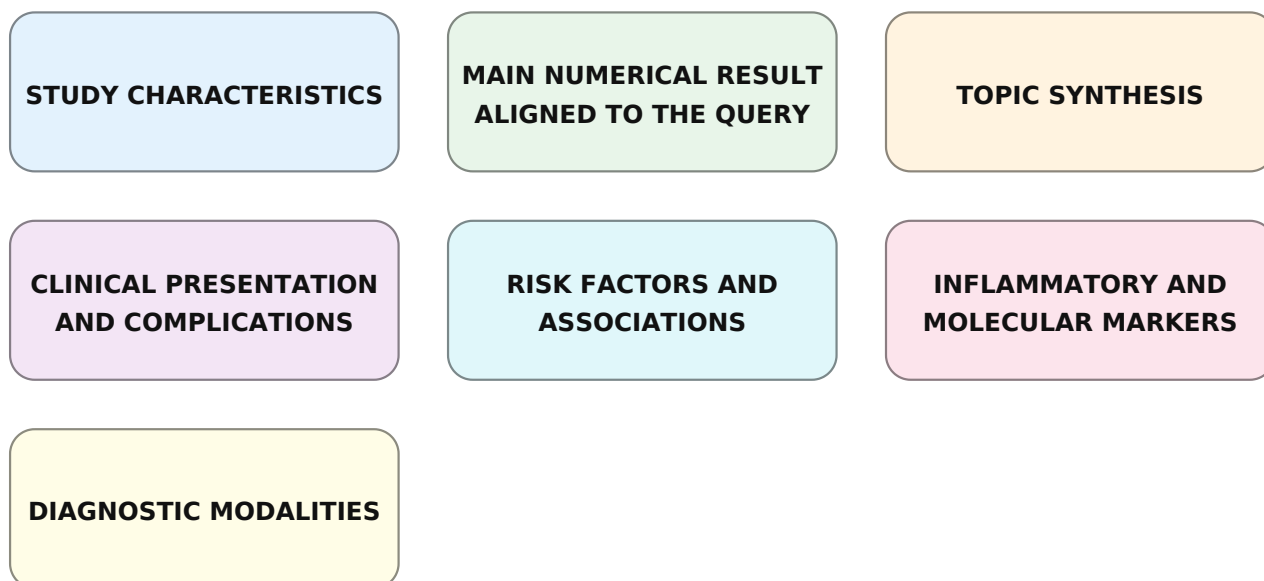 STUDY CHARACTERISTICS
MAIN NUMERICAL RESULT
ALIGNED TO THE QUERY
TOPIC SYNTHESIS
CLINICAL PRESENTATION
AND COMPLICATIONS
RISK FACTORS AND
ASSOCIATIONS
INFLAMMATORY AND
MOLECULAR MARKERS
DIAGNOSTIC MODALITIES